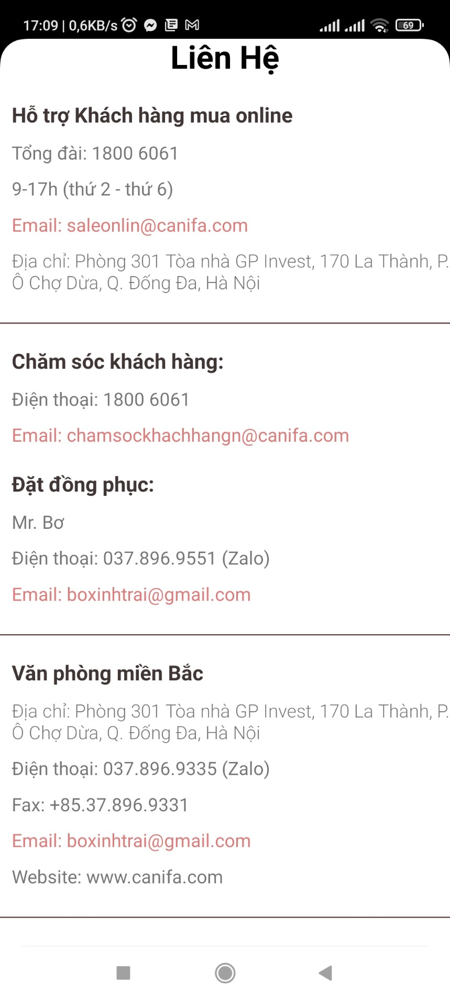 17:09 | 0,6KB/s
69
Liên Hệ
Hỗ trợ Khách hàng mua online
Tổng đài: 1800 6061
9-17h (thứ 2 - thứ 6)
Email: saleonlin@canifa.com
Địa chỉ: Phòng 301 Tòa nhà GP Invest, 170 La Thành, P.
Ô Chợ Dừa, Q. Đống Đa, Hà Nội
Chăm sóc khách hàng:
Điện thoại: 1800 6061
Email: chamsockhachhangn@canifa.com
Đặt đồng phục:
Mr. Bơ
Điện thoại: 037.896.9551 (Zalo)
Email: boxinhtrai@gmail.com
Văn phòng miền Bắc
Địa chỉ: Phòng 301 Tòa nhà GP Invest, 170 La Thành, P.
Ô Chợ Dừa, Q. Đống Đa, Hà Nội
Điện thoại: 037.896.9335 (Zalo)
Fax: +85.37.896.9331
Email: boxinhtrai@gmail.com
Website: www.canifa.com